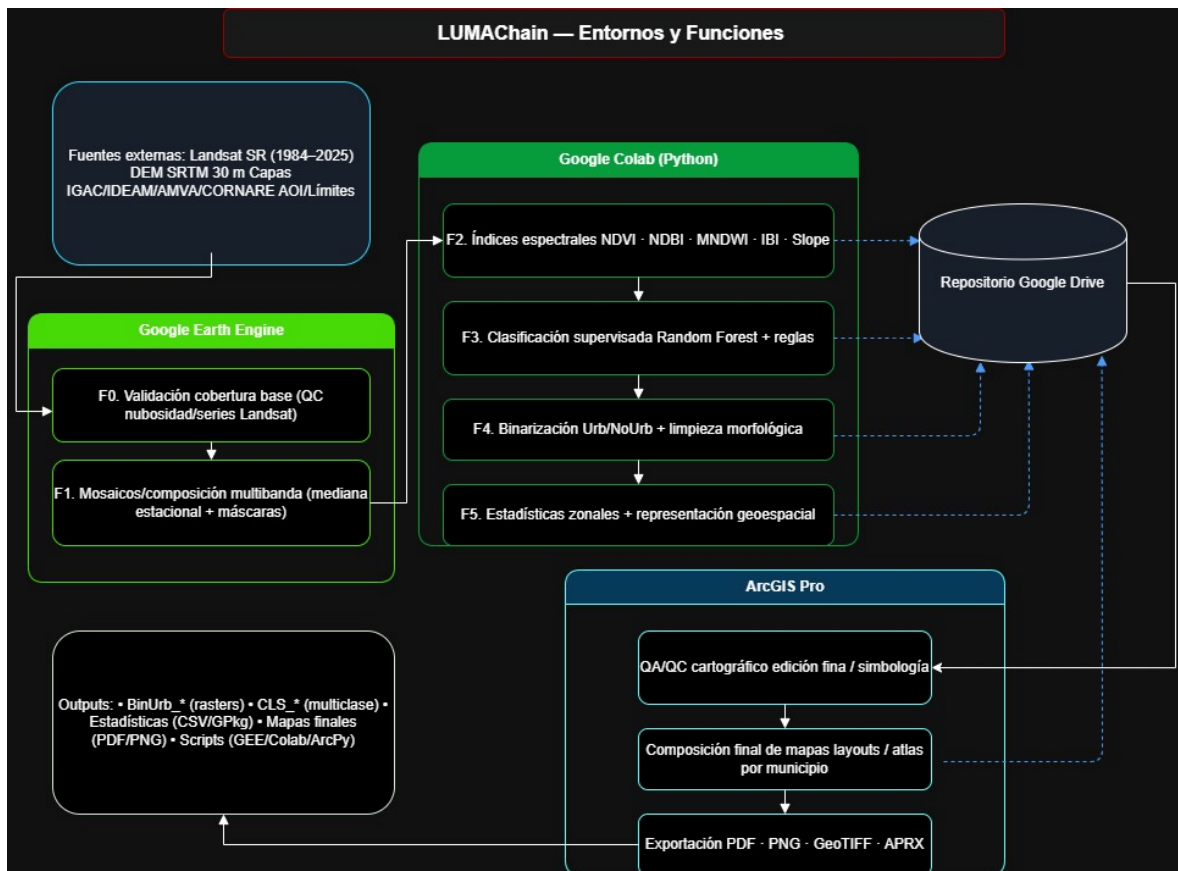 LUMAChain — Entornos y Funciones
Fuentes externas: Landsat SR (1984–2025)
DEM SRTM 30 m Capas
IGAC/IDEAM/AMVA/CORNARE AOI/Límites
Google Earth Engine
F0. Validación cobertura base (QC
nubosidad/series Landsat)
F1. Mosaicos/composición multibanda (mediana
estacional + máscaras)
Google Colab (Python)
F2. Índices espectrales NDVI · NDBI · MNDWI · IBI · Slope
F3. Clasificación supervisada Random Forest + reglas
F4. Binarización Urb/NoUrb + limpieza morfológica
F5. Estadísticas zonales + representación geoespacial
Repositorio Google Drive
ArcGIS Pro
QA/QC cartográfico edición fina / simbología
Composición final de mapas layouts / atlas
por municipio
Exportación PDF · PNG · GeoTIFF · APRX
Outputs: • BinUrb_* (rasters) • CLS_* (multiclase) •
Estadísticas (CSV/GPkg) • Mapas finales
(PDF/PNG) • Scripts (GEE/Colab/ArcPy)